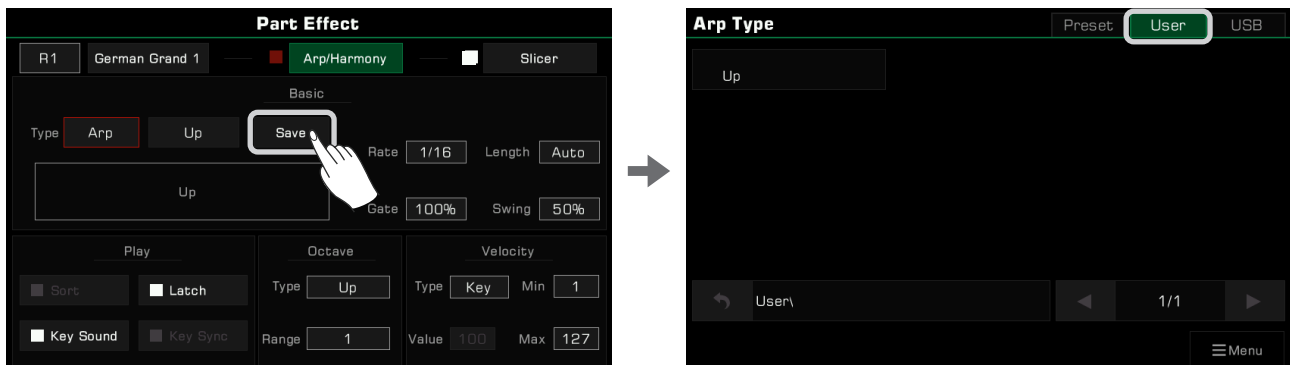 Part Effect
R1 German Grand 1 Arp/Harmony Slicer
Basic
Type Arp Up Save
Rate 1/16 Length Auto
Up
Gate 100% Swing 50%
Play
Sort Latch
Key Sound Key Sync
Octave
Type Up
Range 1
Velocity
Type Key Min 1
Value 100 Max 127
Arp Type Preset User USB
Up
User\ 1/1
Menu